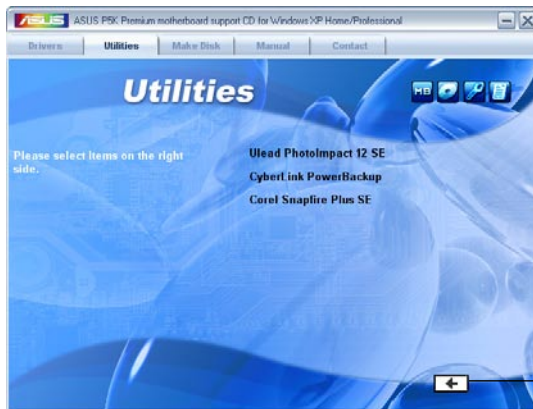 ASUS P5K Premium motherboard support CD for Windows XP Home/Professional
Drivers
Utilities
Make Disk
Manual
Contact
Utilities
MB
Please select items on the right
side.
Ulead PhotoImpact 12 SE
CyberLink PowerBackup
Corel Snapfire Plus SE